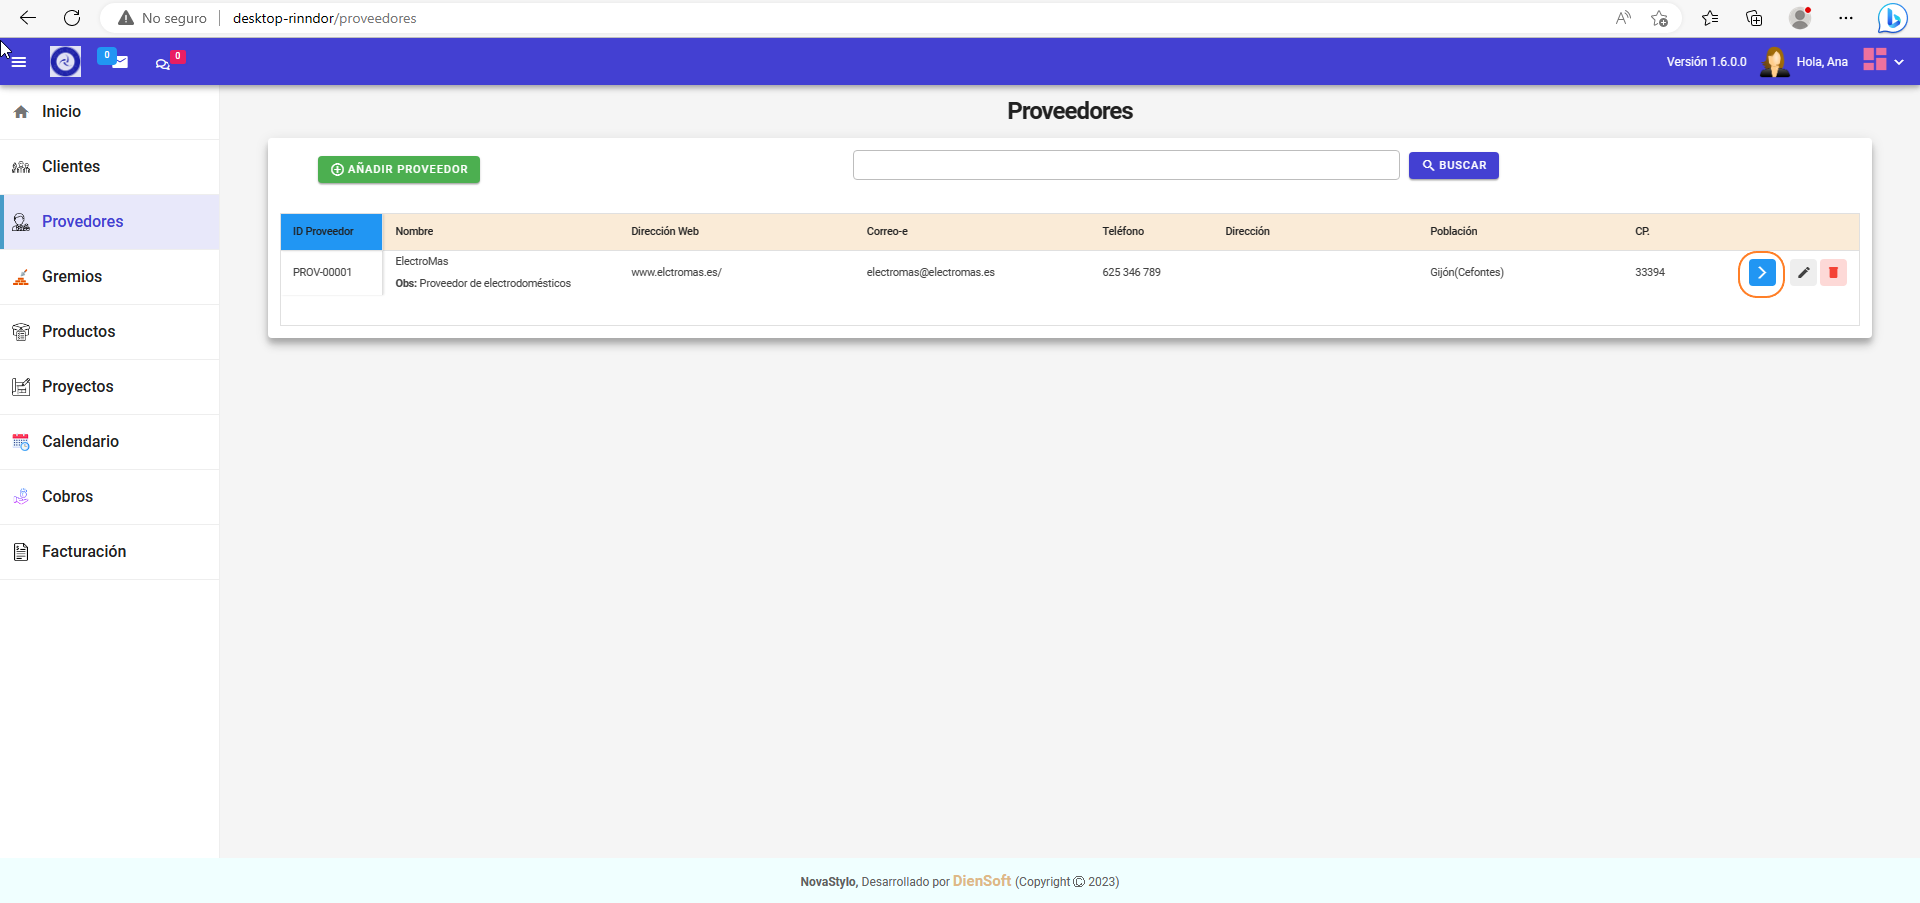 No seguro desktop-rinndor/proveedores
0 0 Versión 1.6.0.0 Hola, Ana
Inicio
Clientes
Provedores
Gremios
Productos
Proyectos
Calendario
Cobros
Facturación
Proveedores
AÑADIR PROVEEDOR BUSCAR
ID Proveedor Nombre Dirección Web Correo-e Teléfono Dirección Población CP.
PROV-00001 ElectroMas www.elctromas.es/ electromas@electromas.es 625 346 789 Gijón(Cefontes) 33394
Obs: Proveedor de electrodomésticos
NovaStylo, Desarrollado por DienSoft (Copyright © 2023)